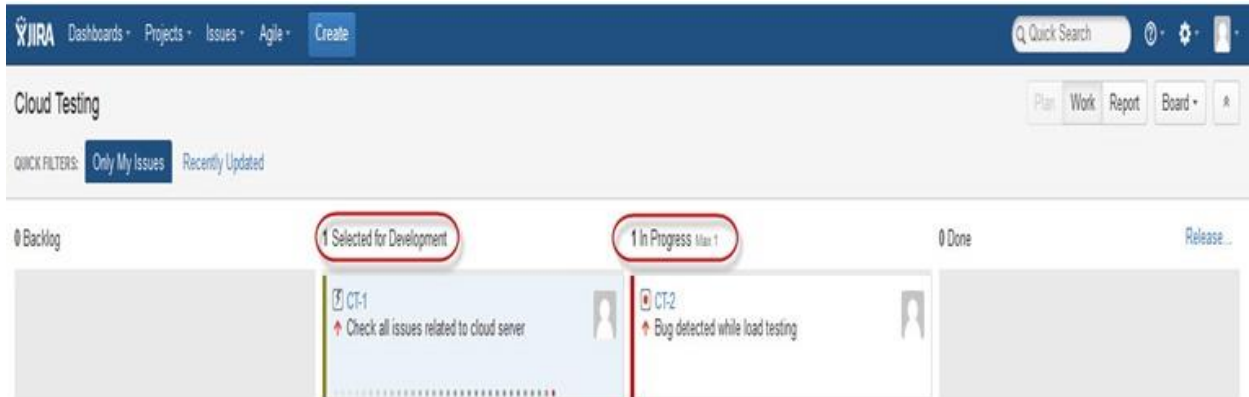 JIRA Dashboards Projects Issues Agile Create Quick Search
Cloud Testing
Plan Work Report Board
QUICK FILTERS: Only My Issues Recently Updated
0 Backlog
1 Selected for Development
1 In Progress Max 1
0 Done
Release...
CT-1
Check all issues related to cloud server
CT-2
Bug detected while load testing